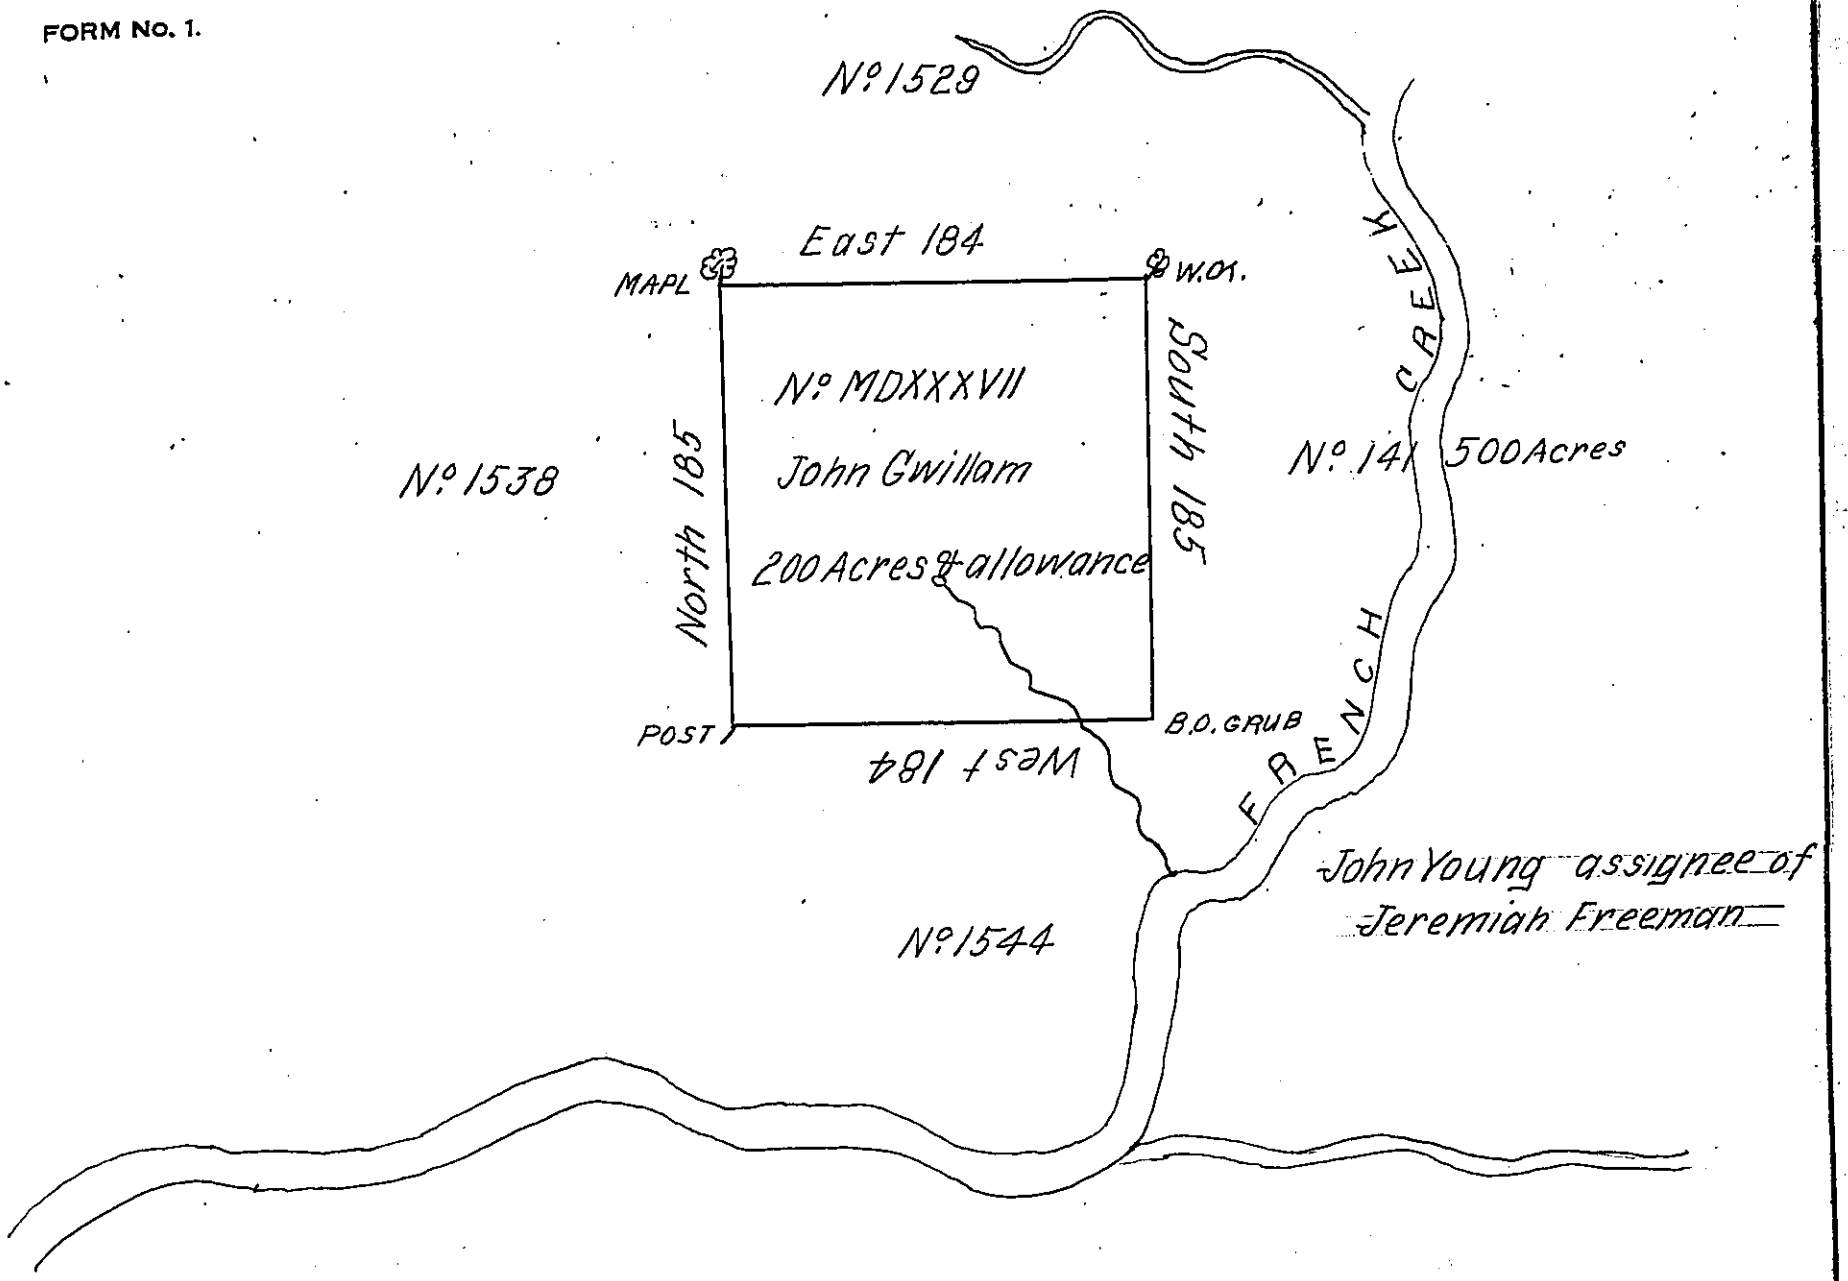 FORM No. 1.
Nº 1529
East 184
MAPL
W.O.
Nº MDXXXVII
John Gwillam
200 Acres & allowance
North 185
South 185
Nº 1538
Nº 141 500 Acres
FRENCH CREEK
POST
B.O. GRUB
West 184
John Young assignee of
Jeremiah Freeman
Nº 1544